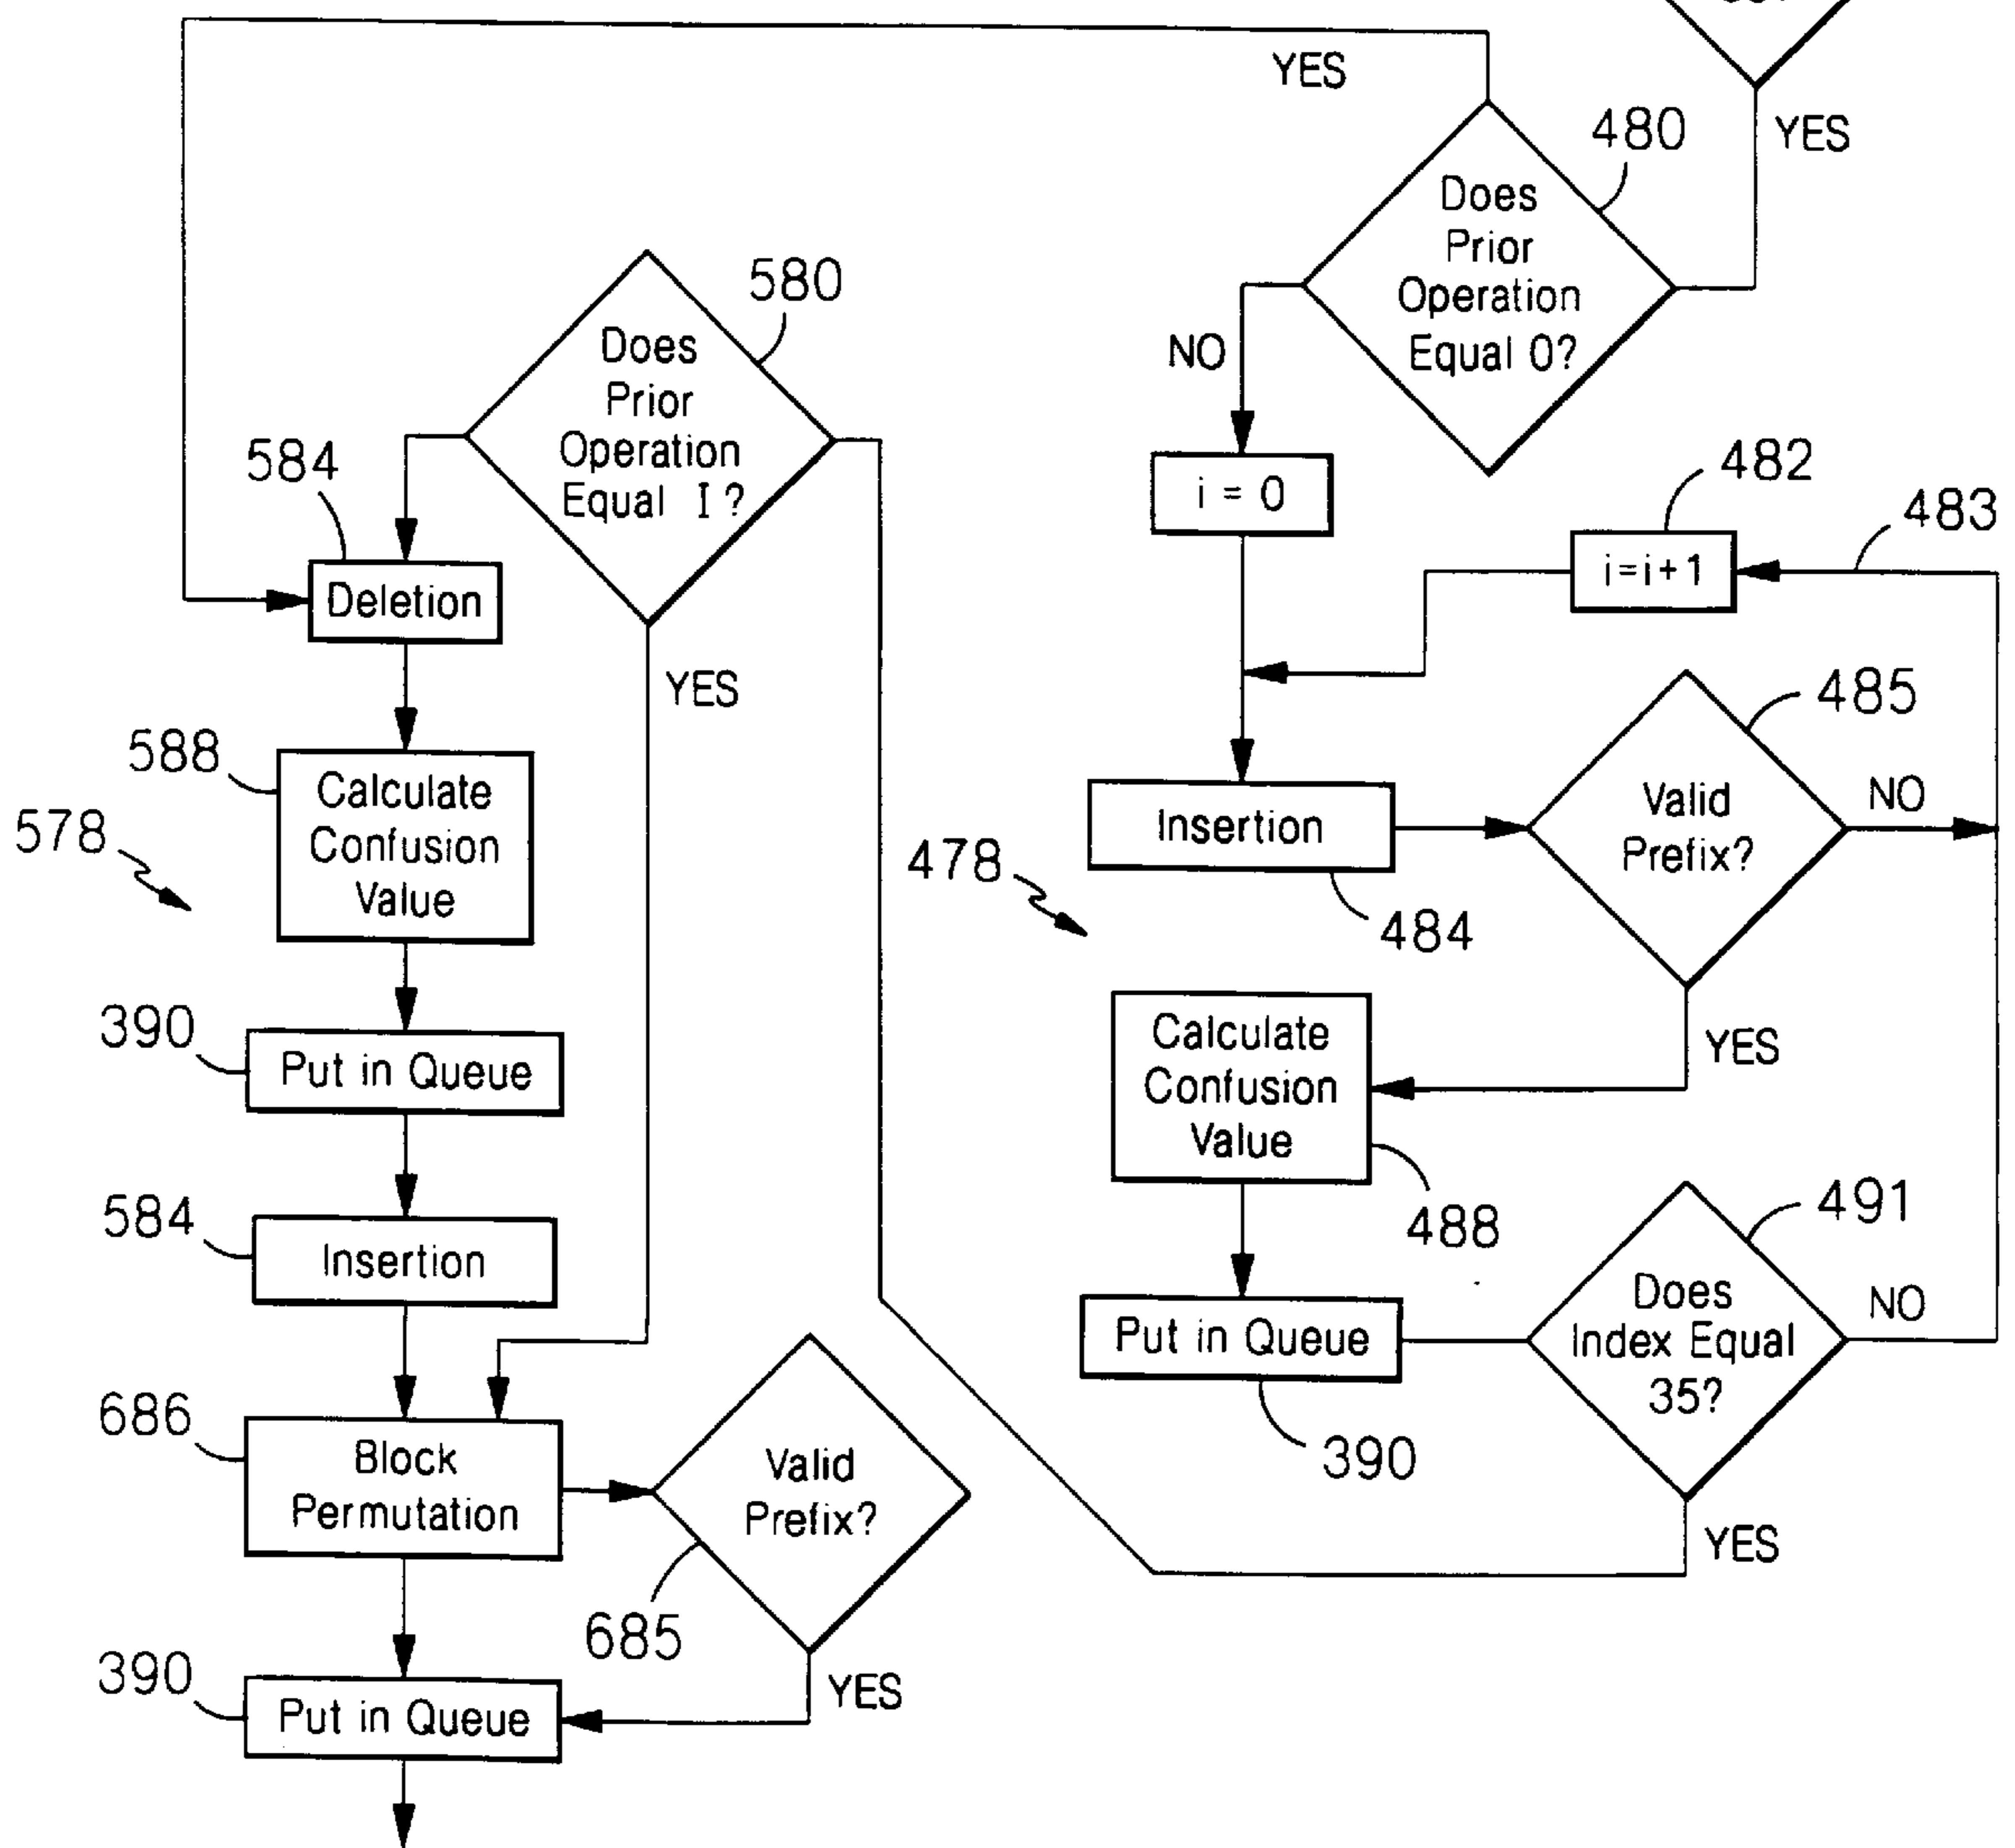 YES
YES
480
Does
Prior
Operation
Equal 0?
NO
i = 0
482
i=i+1
483
580
Does
Prior
Operation
Equal I?
YES
584
Deletion
588
Calculate
Confusion
Value
578
390
Put in Queue
584
Insertion
686
Block
Permutation
Valid
Prefix?
685
YES
390
Put in Queue
Insertion
484
478
485
Valid
Prefix?
NO
YES
Calculate
Confusion
Value
488
Put in Queue
390
491
Does
Index Equal
35?
NO
YES